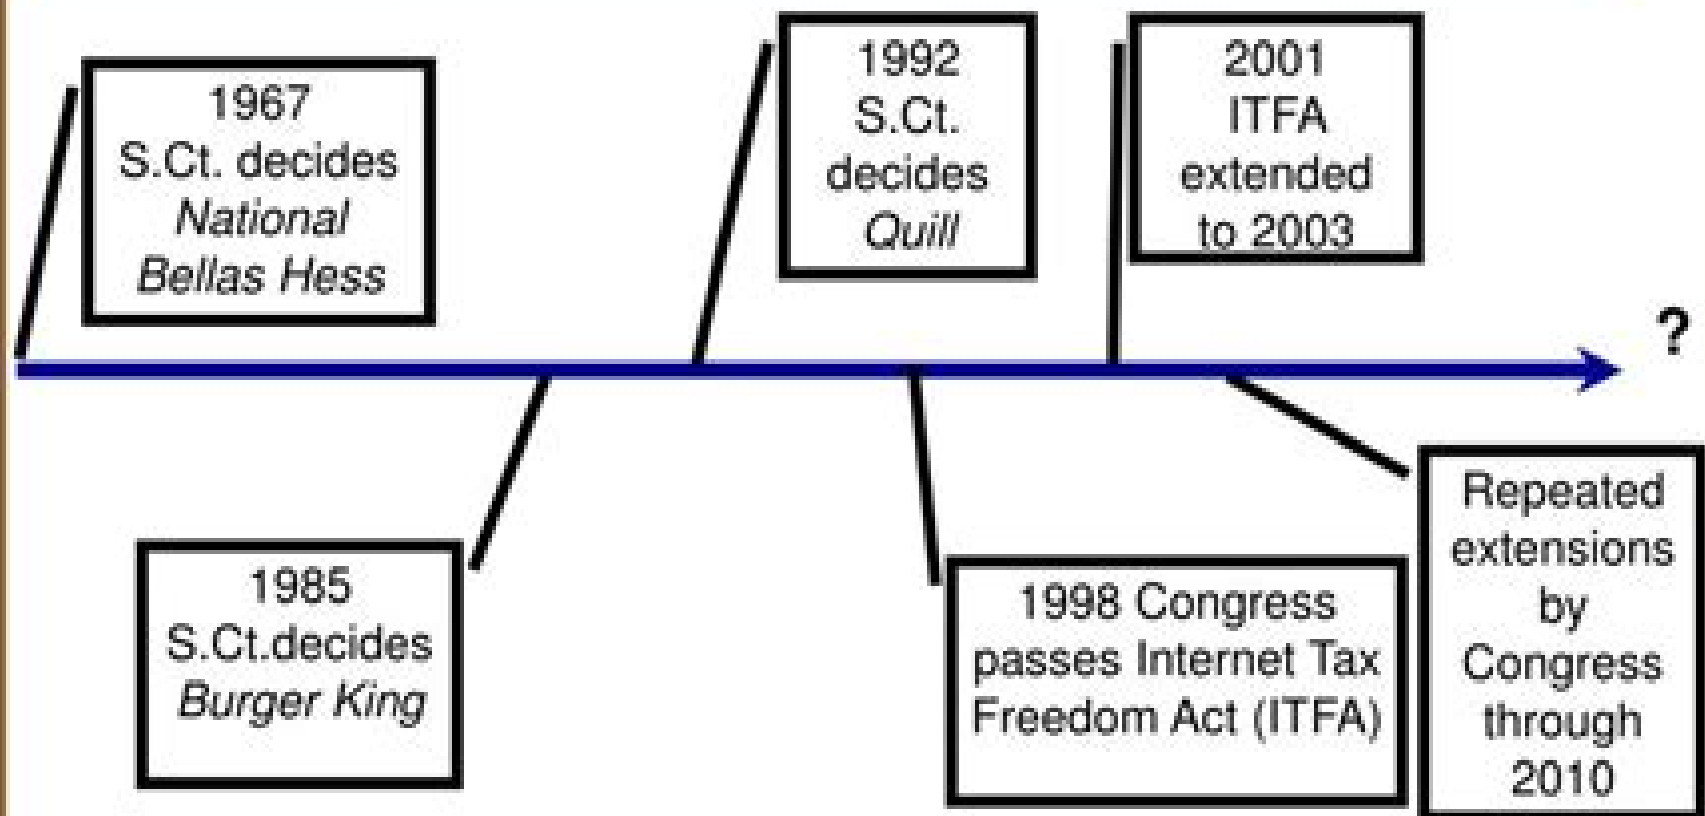 1967
S.Ct. decides
National
Bellas Hess
1992
S.Ct.
decides
Quill
2001
ITFA
extended
to 2003
?
1985
S.Ct.decides
Burger King
1998 Congress
passes Internet Tax
Freedom Act (ITFA)
Repeated
extensions
by
Congress
through
2010